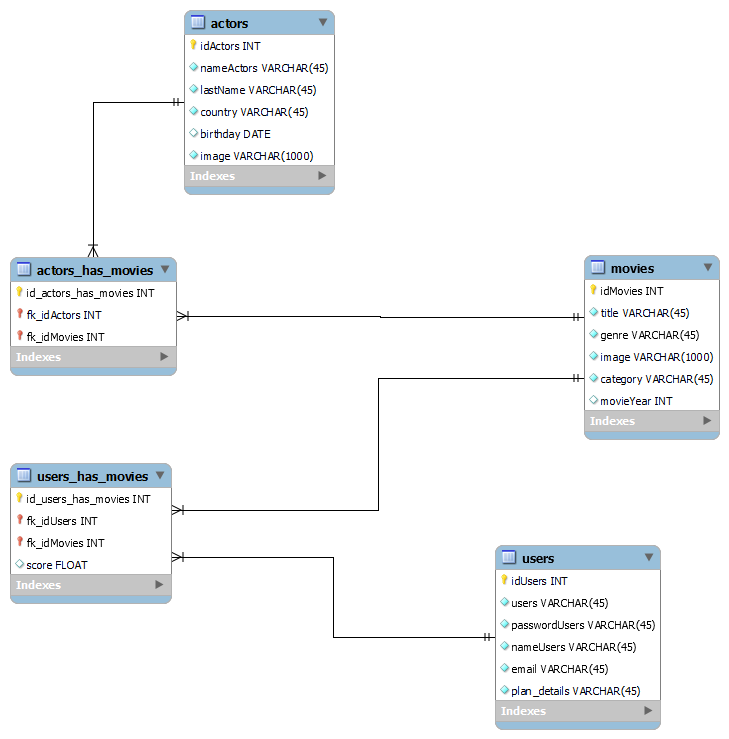 actors
idActors INT
nameActors VARCHAR(45)
lastName VARCHAR(45)
country VARCHAR(45)
birthday DATE
image VARCHAR(1000)
Indexes
actors_has_movies
id_actors_has_movies INT
fk_idActors INT
fk_idMovies INT
Indexes
movies
idMovies INT
title VARCHAR(45)
genre VARCHAR(45)
image VARCHAR(1000)
category VARCHAR(45)
movieYear INT
Indexes
users_has_movies
id_users_has_movies INT
fk_idUsers INT
fk_idMovies INT
score FLOAT
Indexes
users
idUsers INT
users VARCHAR(45)
passwordUsers VARCHAR(45)
nameUsers VARCHAR(45)
email VARCHAR(45)
plan_details VARCHAR(45)
Indexes